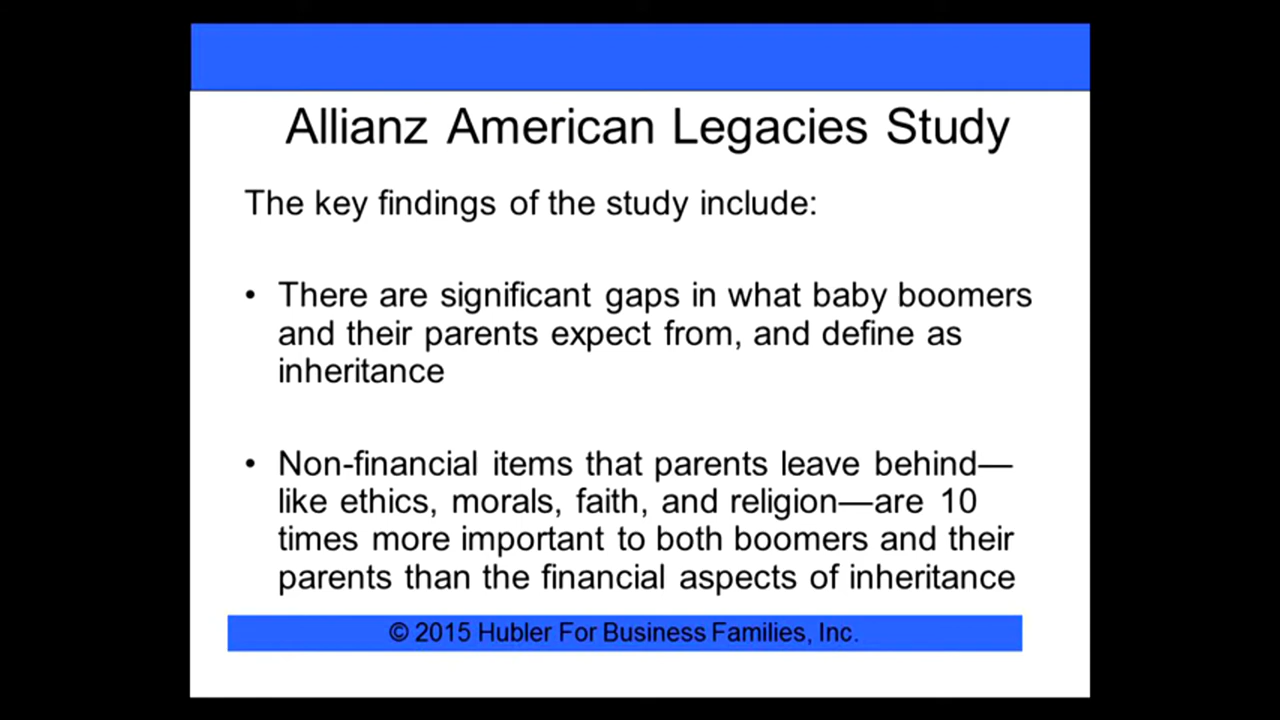 Allianz American Legacies Study
The key findings of the study include:
• There are significant gaps in what baby boomers
and their parents expect from, and define as
inheritance
• Non-financial items that parents leave behind—
like ethics, morals, faith, and religion—are 10
times more important to both boomers and their
parents than the financial aspects of inheritance
© 2015 Hubler For Business Families, Inc.